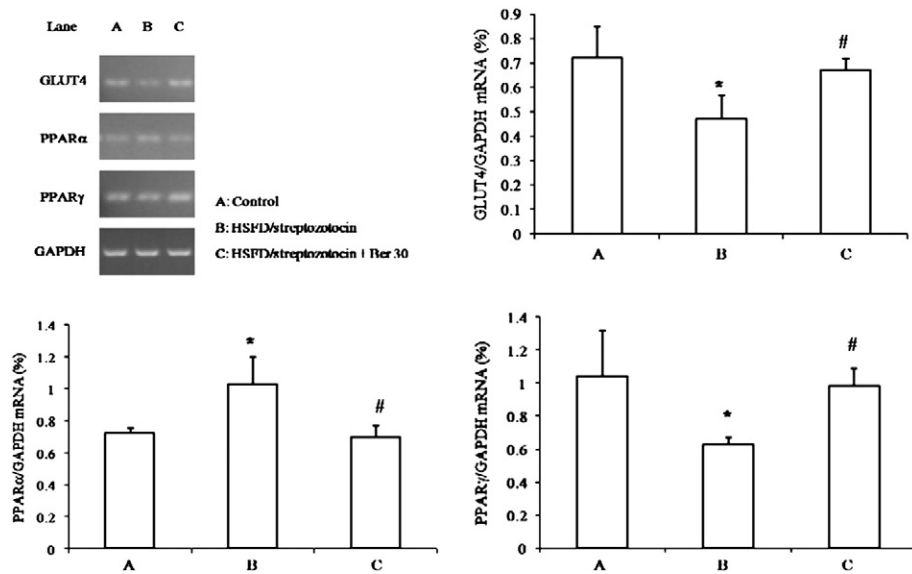 Lane A B C
GLUT4
PPARα
PPARγ
GAPDH
A: Control
B: HSFD/streptozotocin
C: HSFD/streptozotocin + Ber 30
GLUT4/GAPDH mRNA (%)
0.9
0.8
0.7
0.6
0.5
0.4
0.3
0.2
0.1
0
*
#
A B C
PPARα/GAPDH mRNA (%)
1.4
1.2
1
0.8
0.6
0.4
0.2
0
*
#
A B C
PPARγ/GAPDH mRNA (%)
1.4
1.2
1
0.8
0.6
0.4
0.2
0
*
#
A B C